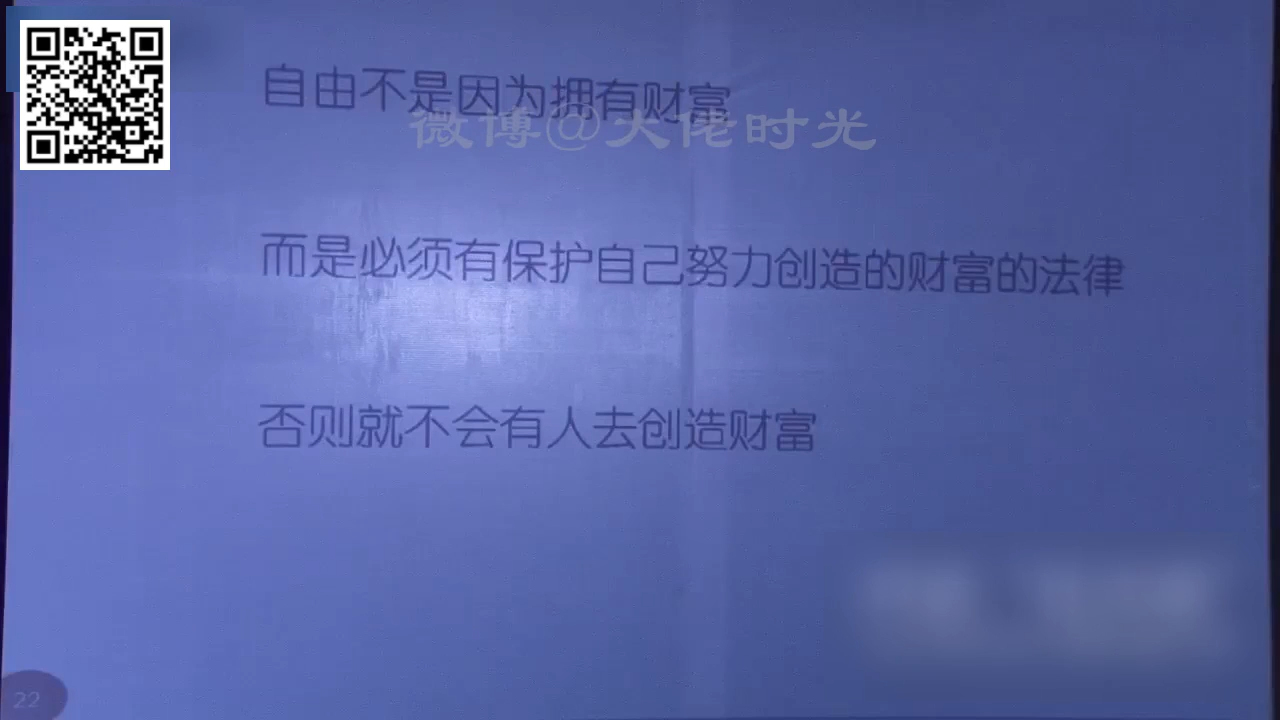 自由不是因为拥有财富
微博@大佬时光
而是必须有保护自己努力创造的财富的法律
否则就不会有人去创造财富
22